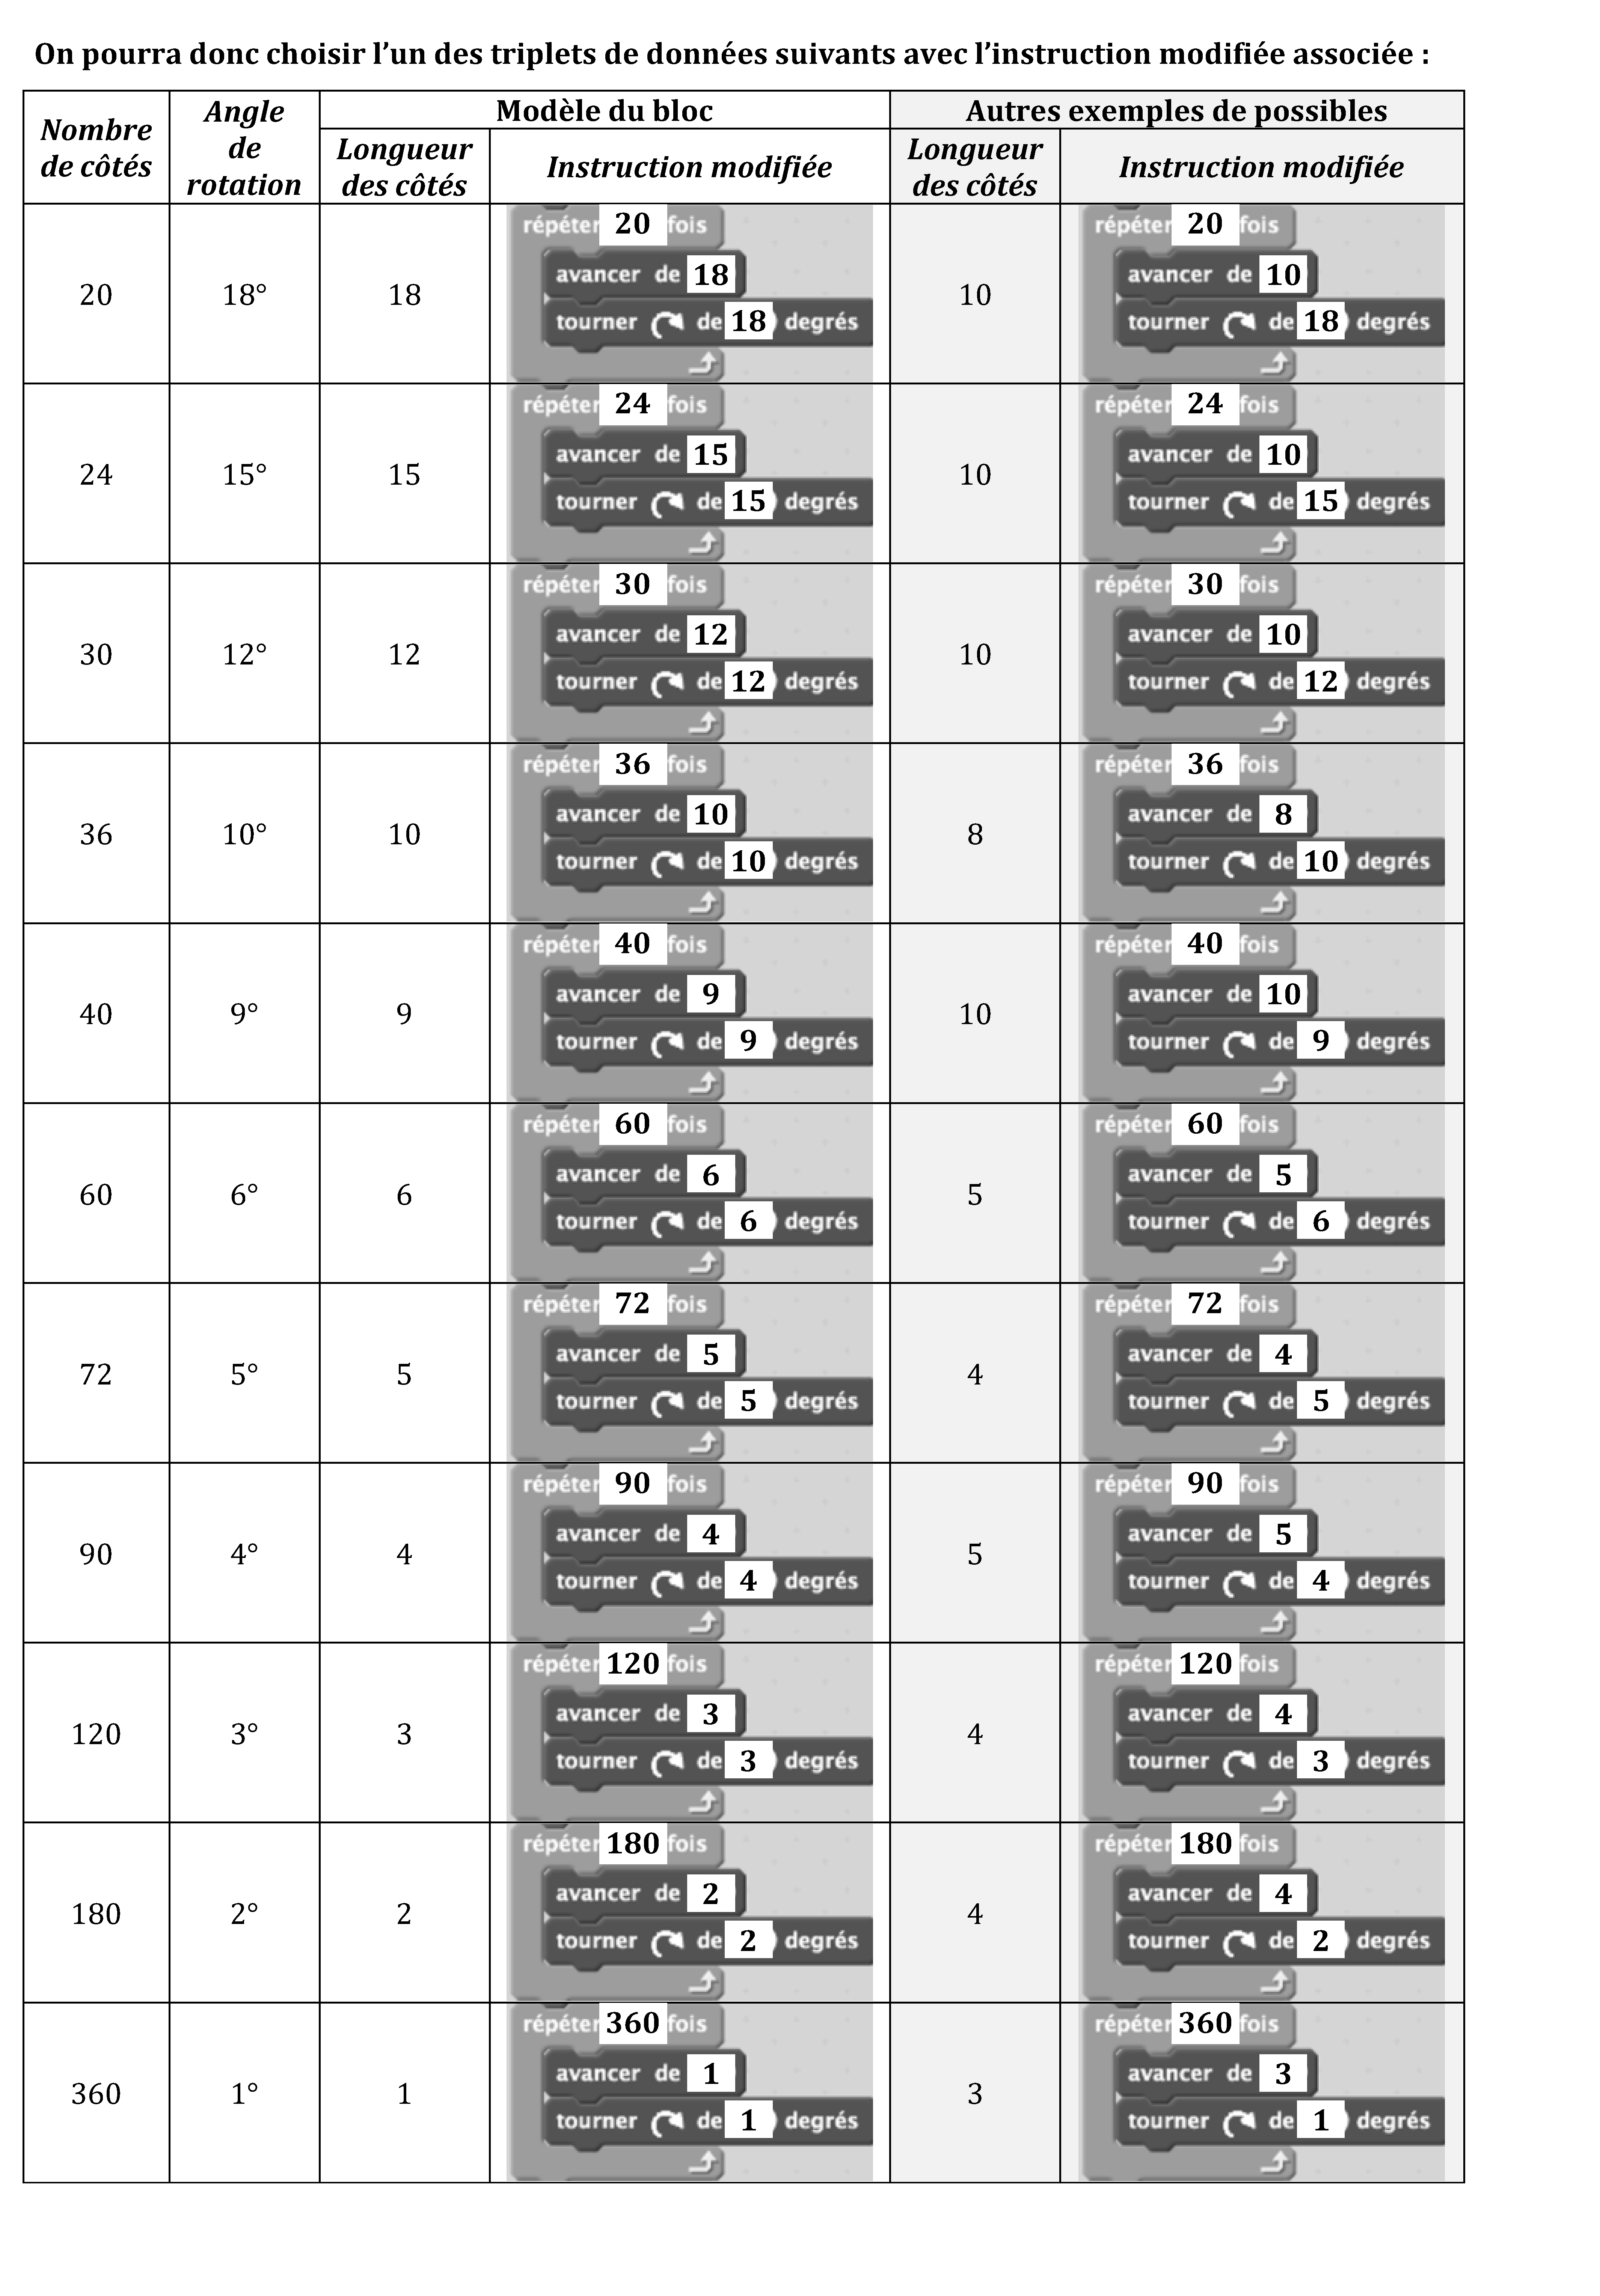 On pourra donc choisir l’un des triplets de données suivants avec l’instruction modifiée associée :
Nombre de côtés
Angle de rotation
Modèle du bloc
Autres exemples de possibles
Longueur des côtés
Instruction modifiée
Longueur des côtés
Instruction modifiée
20
18°
18
répéter 20 fois
avancer de 18
tourner de 18 degrés
10
répéter 20 fois
avancer de 10
tourner de 18 degrés
24
15°
15
répéter 24 fois
avancer de 15
tourner de 15 degrés
10
répéter 24 fois
avancer de 10
tourner de 15 degrés
30
12°
12
répéter 30 fois
avancer de 12
tourner de 12 degrés
10
répéter 30 fois
avancer de 10
tourner de 12 degrés
36
10°
10
répéter 36 fois
avancer de 10
tourner de 10 degrés
8
répéter 36 fois
avancer de 8
tourner de 10 degrés
40
9°
9
répéter 40 fois
avancer de 9
tourner de 9 degrés
10
répéter 40 fois
avancer de 10
tourner de 9 degrés
60
6°
6
répéter 60 fois
avancer de 6
tourner de 6 degrés
5
répéter 60 fois
avancer de 5
tourner de 6 degrés
72
5°
5
répéter 72 fois
avancer de 5
tourner de 5 degrés
4
répéter 72 fois
avancer de 4
tourner de 5 degrés
90
4°
4
répéter 90 fois
avancer de 4
tourner de 4 degrés
5
répéter 90 fois
avancer de 5
tourner de 4 degrés
120
3°
3
répéter 120 fois
avancer de 3
tourner de 3 degrés
4
répéter 120 fois
avancer de 4
tourner de 3 degrés
180
2°
2
répéter 180 fois
avancer de 2
tourner de 2 degrés
4
répéter 180 fois
avancer de 4
tourner de 2 degrés
360
1°
1
répéter 360 fois
avancer de 1
tourner de 1 degrés
3
répéter 360 fois
avancer de 3
tourner de 1 degrés